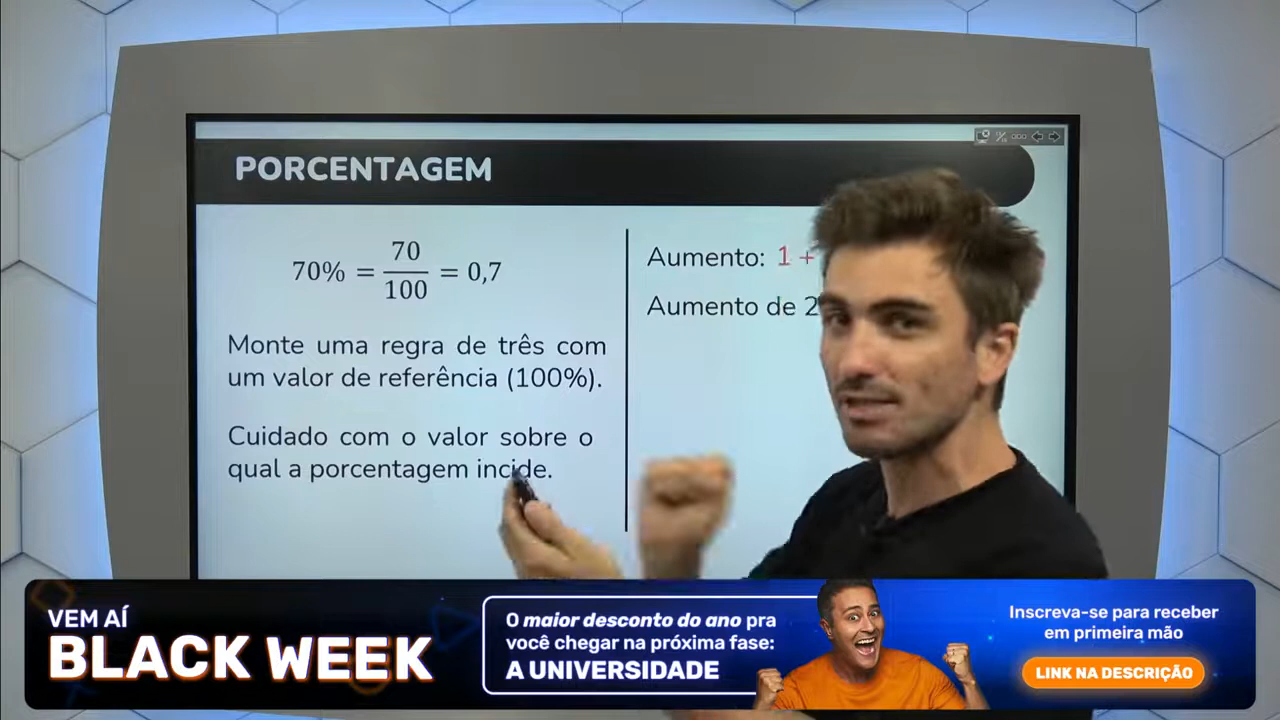 PORCENTAGEM
70% = 70/100 = 0,7
Monte uma regra de três com
um valor de referência (100%).
Cuidado com o valor sobre o
qual a porcentagem incide.
Aumento: 1 +
Aumento de 2
VEM AÍ
BLACK WEEK
O maior desconto do ano pra
você chegar na próxima fase:
A UNIVERSIDADE
Inscreva-se para receber
em primeira mão
LINK NA DESCRIÇÃO